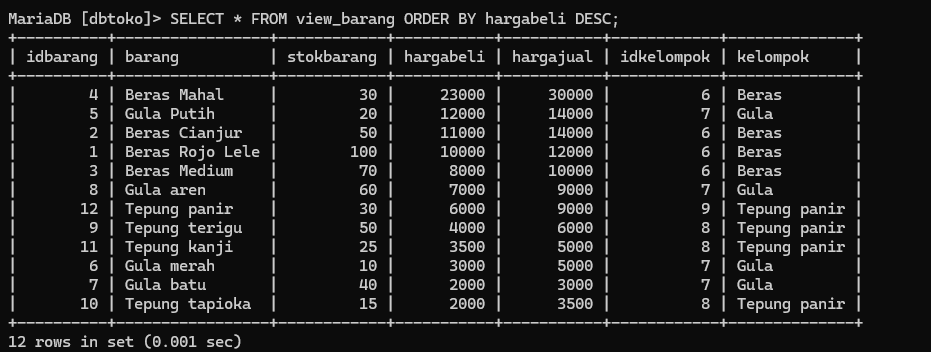 MariaDB [dbtoko]> SELECT * FROM view_barang ORDER BY hargabeli DESC;
+----------+-----------------+------------+-----------+-----------+------------+--------------+
| idbarang | barang          | stokbarang | hargabeli | hargajual | idkelompok | kelompok     |
+----------+-----------------+------------+-----------+-----------+------------+--------------+
|        4 | Beras Mahal     |         30 |     23000 |     30000 |          6 | Beras        |
|        5 | Gula Putih      |         20 |     12000 |     14000 |          7 | Gula         |
|        2 | Beras Cianjur   |         50 |     11000 |     14000 |          6 | Beras        |
|        1 | Beras Rojo Lele |        100 |     10000 |     12000 |          6 | Beras        |
|        3 | Beras Medium    |         70 |      8000 |     10000 |          6 | Beras        |
|        8 | Gula aren       |         60 |      7000 |      9000 |          7 | Gula         |
|       12 | Tepung panir    |         30 |      6000 |      9000 |          9 | Tepung panir |
|        9 | Tepung terigu   |         50 |      4000 |      6000 |          8 | Tepung panir |
|       11 | Tepung kanji    |         25 |      3500 |      5000 |          8 | Tepung panir |
|        6 | Gula merah      |         10 |      3000 |      5000 |          7 | Gula         |
|        7 | Gula batu       |         40 |      2000 |      3000 |          7 | Gula         |
|       10 | Tepung tapioka  |         15 |      2000 |      3500 |          8 | Tepung panir |
+----------+-----------------+------------+-----------+-----------+------------+--------------+
12 rows in set (0.001 sec)